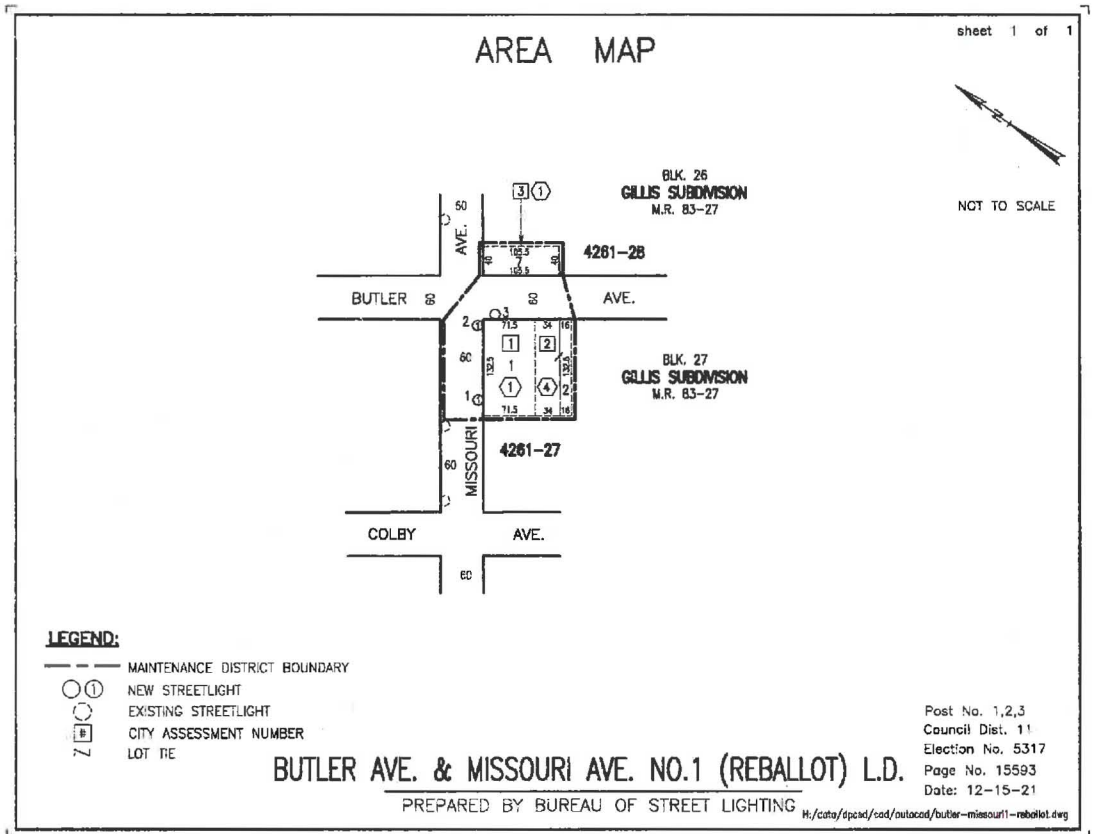 sheet 1 of 1
AREA MAP
N
NOT TO SCALE
BLK. 26
GILLIS SUBDIVISION
M.R. 83-27
3 1
60
AVE.
4261-26
105.5
40 7 40
105.5
BUTLER 60 60 AVE.
2 1 3
71.5 34 16
1 2
60 132.5 1 132.5
1 4 2
1 1
71.5 34 16
BLK. 27
GILLIS SUBDIVISION
M.R. 83-27
4261-27
60 MISSOURI
COLBY AVE.
60
LEGEND:
MAINTENANCE DISTRICT BOUNDARY
1 NEW STREETLIGHT
EXISTING STREETLIGHT
# CITY ASSESSMENT NUMBER
LOT TIE
Post No. 1,2,3
Council Dist. 11
Election No. 5317
Page No. 15593
Date: 12-15-21
BUTLER AVE. & MISSOURI AVE. NO.1 (REBALLOT) L.D.
PREPARED BY BUREAU OF STREET LIGHTING
H:/data/dpcsd/cad/autocad/butler-missouri1-reballot.dwg